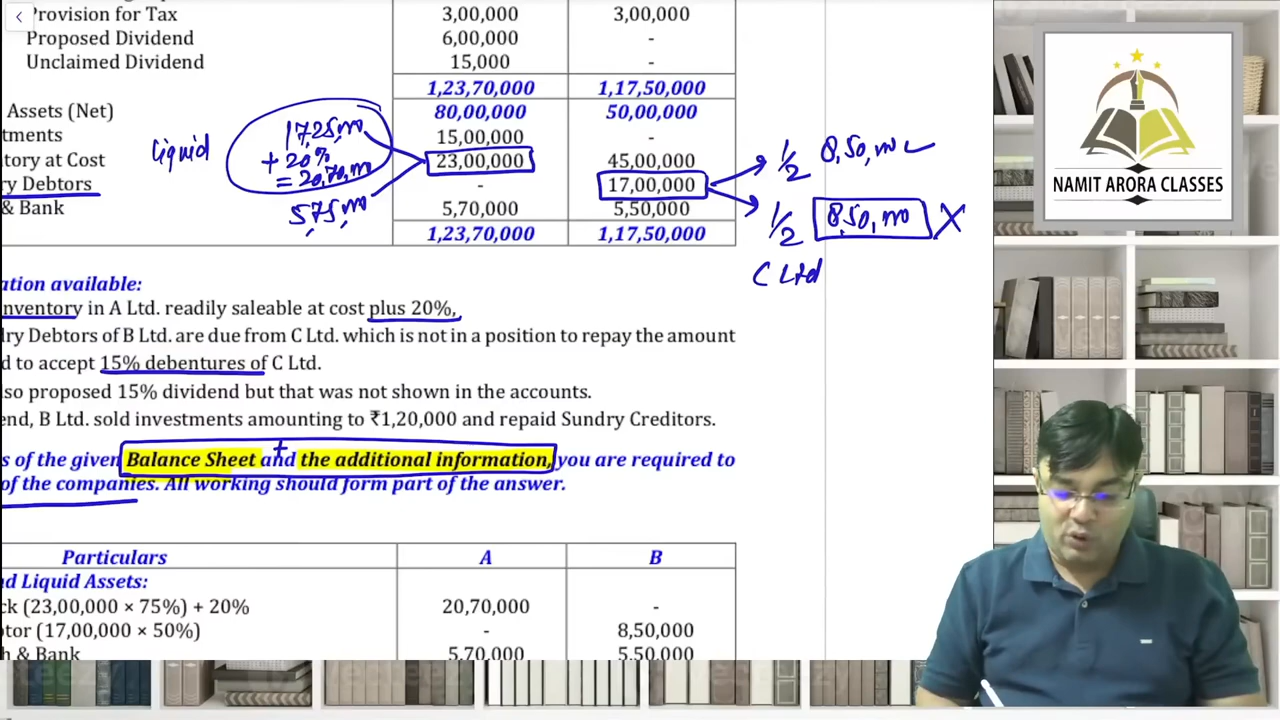 Provision for Tax 3,00,000 3,00,000
Proposed Dividend 6,00,000 -
Unclaimed Dividend 15,000 -
1,23,70,000 1,17,50,000
Assets (Net) 80,00,000 50,00,000
tments 15,00,000 -
tory at Cost 23,00,000 45,00,000
ry Debtors - 17,00,000
& Bank 5,70,000 5,50,000
1,23,70,000 1,17,50,000
Liquid
17,25,m
+ 20%
= 20,70,m
5,75,m
1/2 8,50,m
1/2 8,50,m X
C Ltd
ation available:
inventory in A Ltd. readily saleable at cost plus 20%,
ry Debtors of B Ltd. are due from C Ltd. which is not in a position to repay the amount
d to accept 15% debentures of C Ltd.
lso proposed 15% dividend but that was not shown in the accounts.
end, B Ltd. sold investments amounting to ₹1,20,000 and repaid Sundry Creditors.
+
s of the given Balance Sheet and the additional information, you are required to
of the companies. All working should form part of the answer.
Particulars A B
d Liquid Assets:
ck (23,00,000 × 75%) + 20% 20,70,000 -
tor (17,00,000 × 50%) - 8,50,000
h & Bank 5,70,000 5,50,000
NAMIT ARORA CLASSES